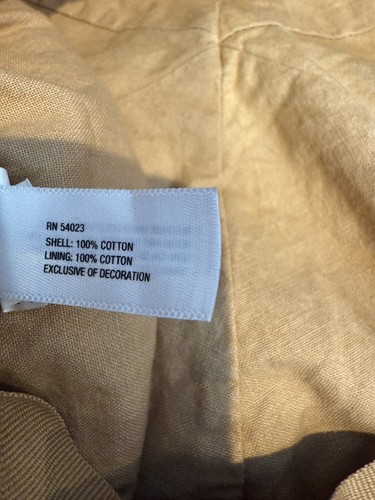 RN 54023
SHELL: 100% COTTON
LINING: 100% COTTON
EXCLUSIVE OF DECORATION